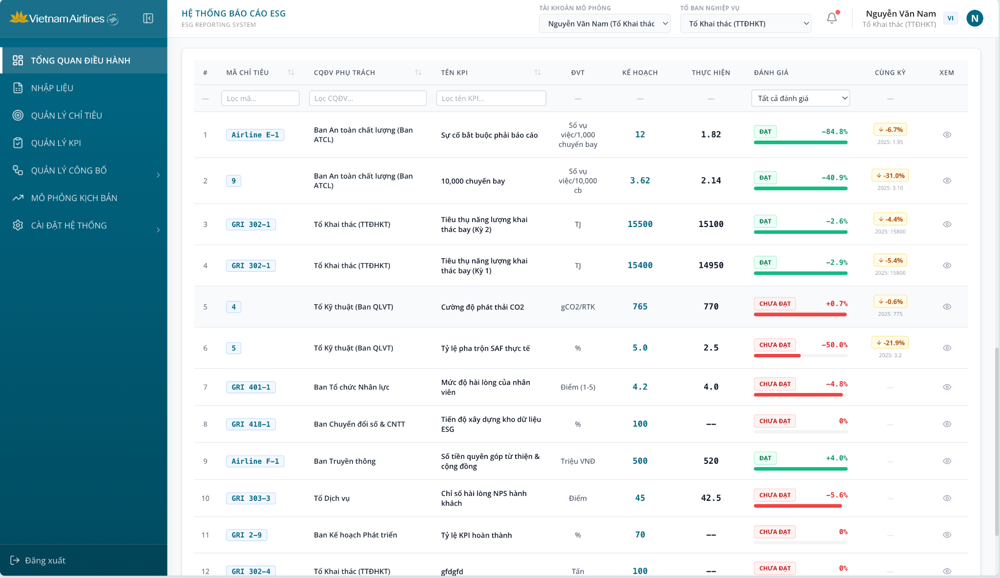 Vietnam Airlines
HỆ THỐNG BÁO CÁO ESG
ESG REPORTING SYSTEM
TÀI KHOẢN MÔ PHỎNG
Nguyễn Văn Nam (Tổ Khai thác
TỔ BAN NGHIỆP VỤ
Tổ Khai thác (TTĐHKT)
Nguyễn Văn Nam
Tổ Khai thác (TTĐHKT)
VI
N
TỔNG QUAN ĐIỀU HÀNH
NHẬP LIỆU
QUẢN LÝ CHỈ TIÊU
QUẢN LÝ KPI
QUẢN LÝ CÔNG BỐ
MÔ PHỎNG KỊCH BẢN
CÀI ĐẶT HỆ THỐNG
Đăng xuất
# MÃ CHỈ TIÊU CQĐV PHỤ TRÁCH TÊN KPI ĐVT KẾ HOẠCH THỰC HIỆN ĐÁNH GIÁ CÙNG KỲ XEM
— Lọc mã... Lọc CQĐV... Lọc tên KPI... — — — Tất cả đánh giá —
1 Airline E-1 Ban An toàn chất lượng (Ban ATCL) Sự cố bắt buộc phải báo cáo Số vụ việc/1,000 chuyến bay 12 1.82 ĐẠT -84.8% ↓ -6.7% 2025: 1.95
2 9 Ban An toàn chất lượng (Ban ATCL) 10,000 chuyến bay Số vụ việc/10,000 cb 3.62 2.14 ĐẠT -40.9% ↓ -31.0% 2025: 3.10
3 GRI 302-1 Tổ Khai thác (TTĐHKT) Tiêu thụ năng lượng khai thác bay (Kỳ 2) TJ 15500 15100 ĐẠT -2.6% ↓ -4.4% 2025: 15800
4 GRI 302-1 Tổ Khai thác (TTĐHKT) Tiêu thụ năng lượng khai thác bay (Kỳ 1) TJ 15400 14950 ĐẠT -2.9% ↓ -5.4% 2025: 15800
5 4 Tổ Kỹ thuật (Ban QLVT) Cường độ phát thải CO2 gCO2/RTK 765 770 CHƯA ĐẠT +0.7% ↓ -0.6% 2025: 775
6 5 Tổ Kỹ thuật (Ban QLVT) Tỷ lệ pha trộn SAF thực tế % 5.0 2.5 CHƯA ĐẠT -50.0% ↓ -21.9% 2025: 3.2
7 GRI 401-1 Ban Tổ chức Nhân lực Mức độ hài lòng của nhân viên Điểm (1-5) 4.2 4.0 CHƯA ĐẠT -4.8% —
8 GRI 418-1 Ban Chuyển đổi số & CNTT Tiến độ xây dựng kho dữ liệu ESG % 100 -- CHƯA ĐẠT 0% —
9 Airline F-1 Ban Truyền thông Số tiền quyên góp từ thiện & cộng đồng Triệu VNĐ 500 520 ĐẠT +4.0% —
10 GRI 303-3 Tổ Dịch vụ Chỉ số hài lòng NPS hành khách Điểm 45 42.5 CHƯA ĐẠT -5.6% —
11 GRI 2-9 Ban Kế hoạch Phát triển Tỷ lệ KPI hoàn thành % 70 -- CHƯA ĐẠT 0% —
12 GRI 302-4 Tổ Khai thác (TTĐHKT) gfdgfd Tấn 100 -- CHƯA ĐẠT 0% —